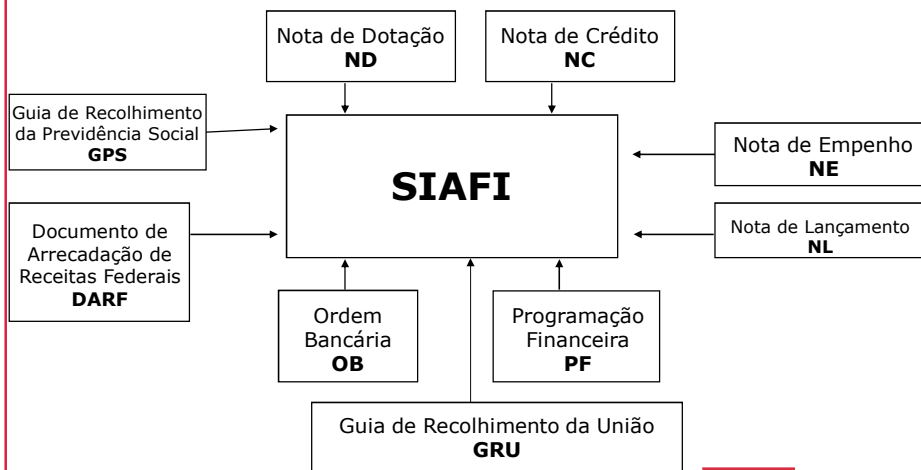 Nota de Dotação
ND
Nota de Crédito
NC
Guia de Recolhimento
da Previdência Social
GPS
SIAFI
Nota de Empenho
NE
Documento de
Arrecadação de
Receitas Federais
DARF
Nota de Lançamento
NL
Ordem
Bancária
OB
Programação
Financeira
PF
Guia de Recolhimento da União
GRU